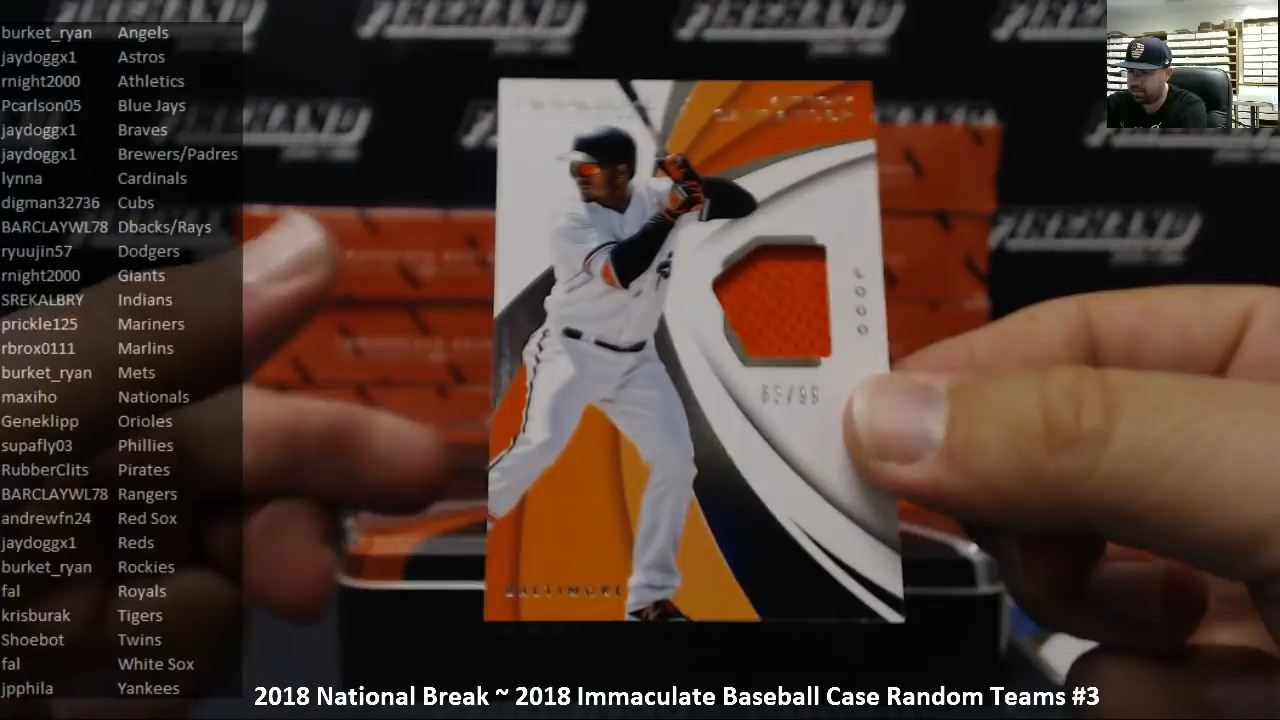 burket_ryan Angels
jaydoggx1 Astros
rnight2000 Athletics
Pcarlson05 Blue Jays
jaydoggx1 Braves
jaydoggx1 Brewers/Padres
lynna Cardinals
digman32736 Cubs
BARCLAYWL78 Dbacks/Rays
ryuujin57 Dodgers
rnight2000 Giants
SREKALBRY Indians
prickle125 Mariners
rbrox0111 Marlins
burket_ryan Mets
maxiho Nationals
Geneklipp Orioles
supafly03 Phillies
RubberClits Pirates
BARCLAYWL78 Rangers
andrewfn24 Red Sox
jaydoggx1 Reds
burket_ryan Rockies
fal Royals
krisburak Tigers
Shoebot Twins
fal White Sox
jpphila Yankees
LOGO
BALTIMORE
2018 National Break ~ 2018 Immaculate Baseball Case Random Teams #3